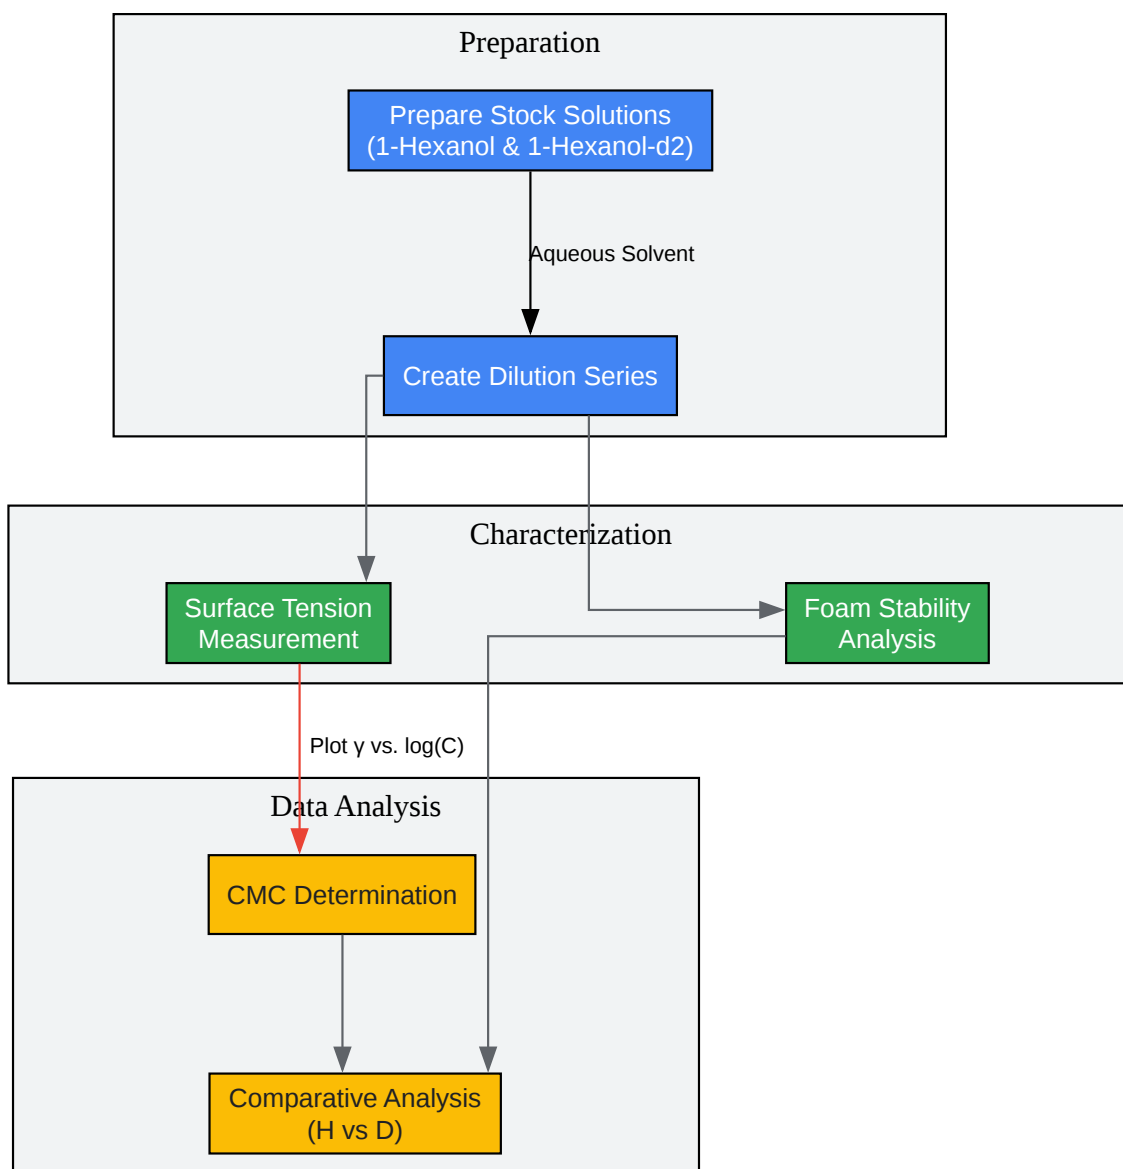 Preparation
Prepare Stock Solutions
(1-Hexanol & 1-Hexanol-d2)
Aqueous Solvent
Create Dilution Series
Characterization
Surface Tension
Measurement
Foam Stability
Analysis
Plot γ vs. log(C)
Data Analysis
CMC Determination
Comparative Analysis
(H vs D)